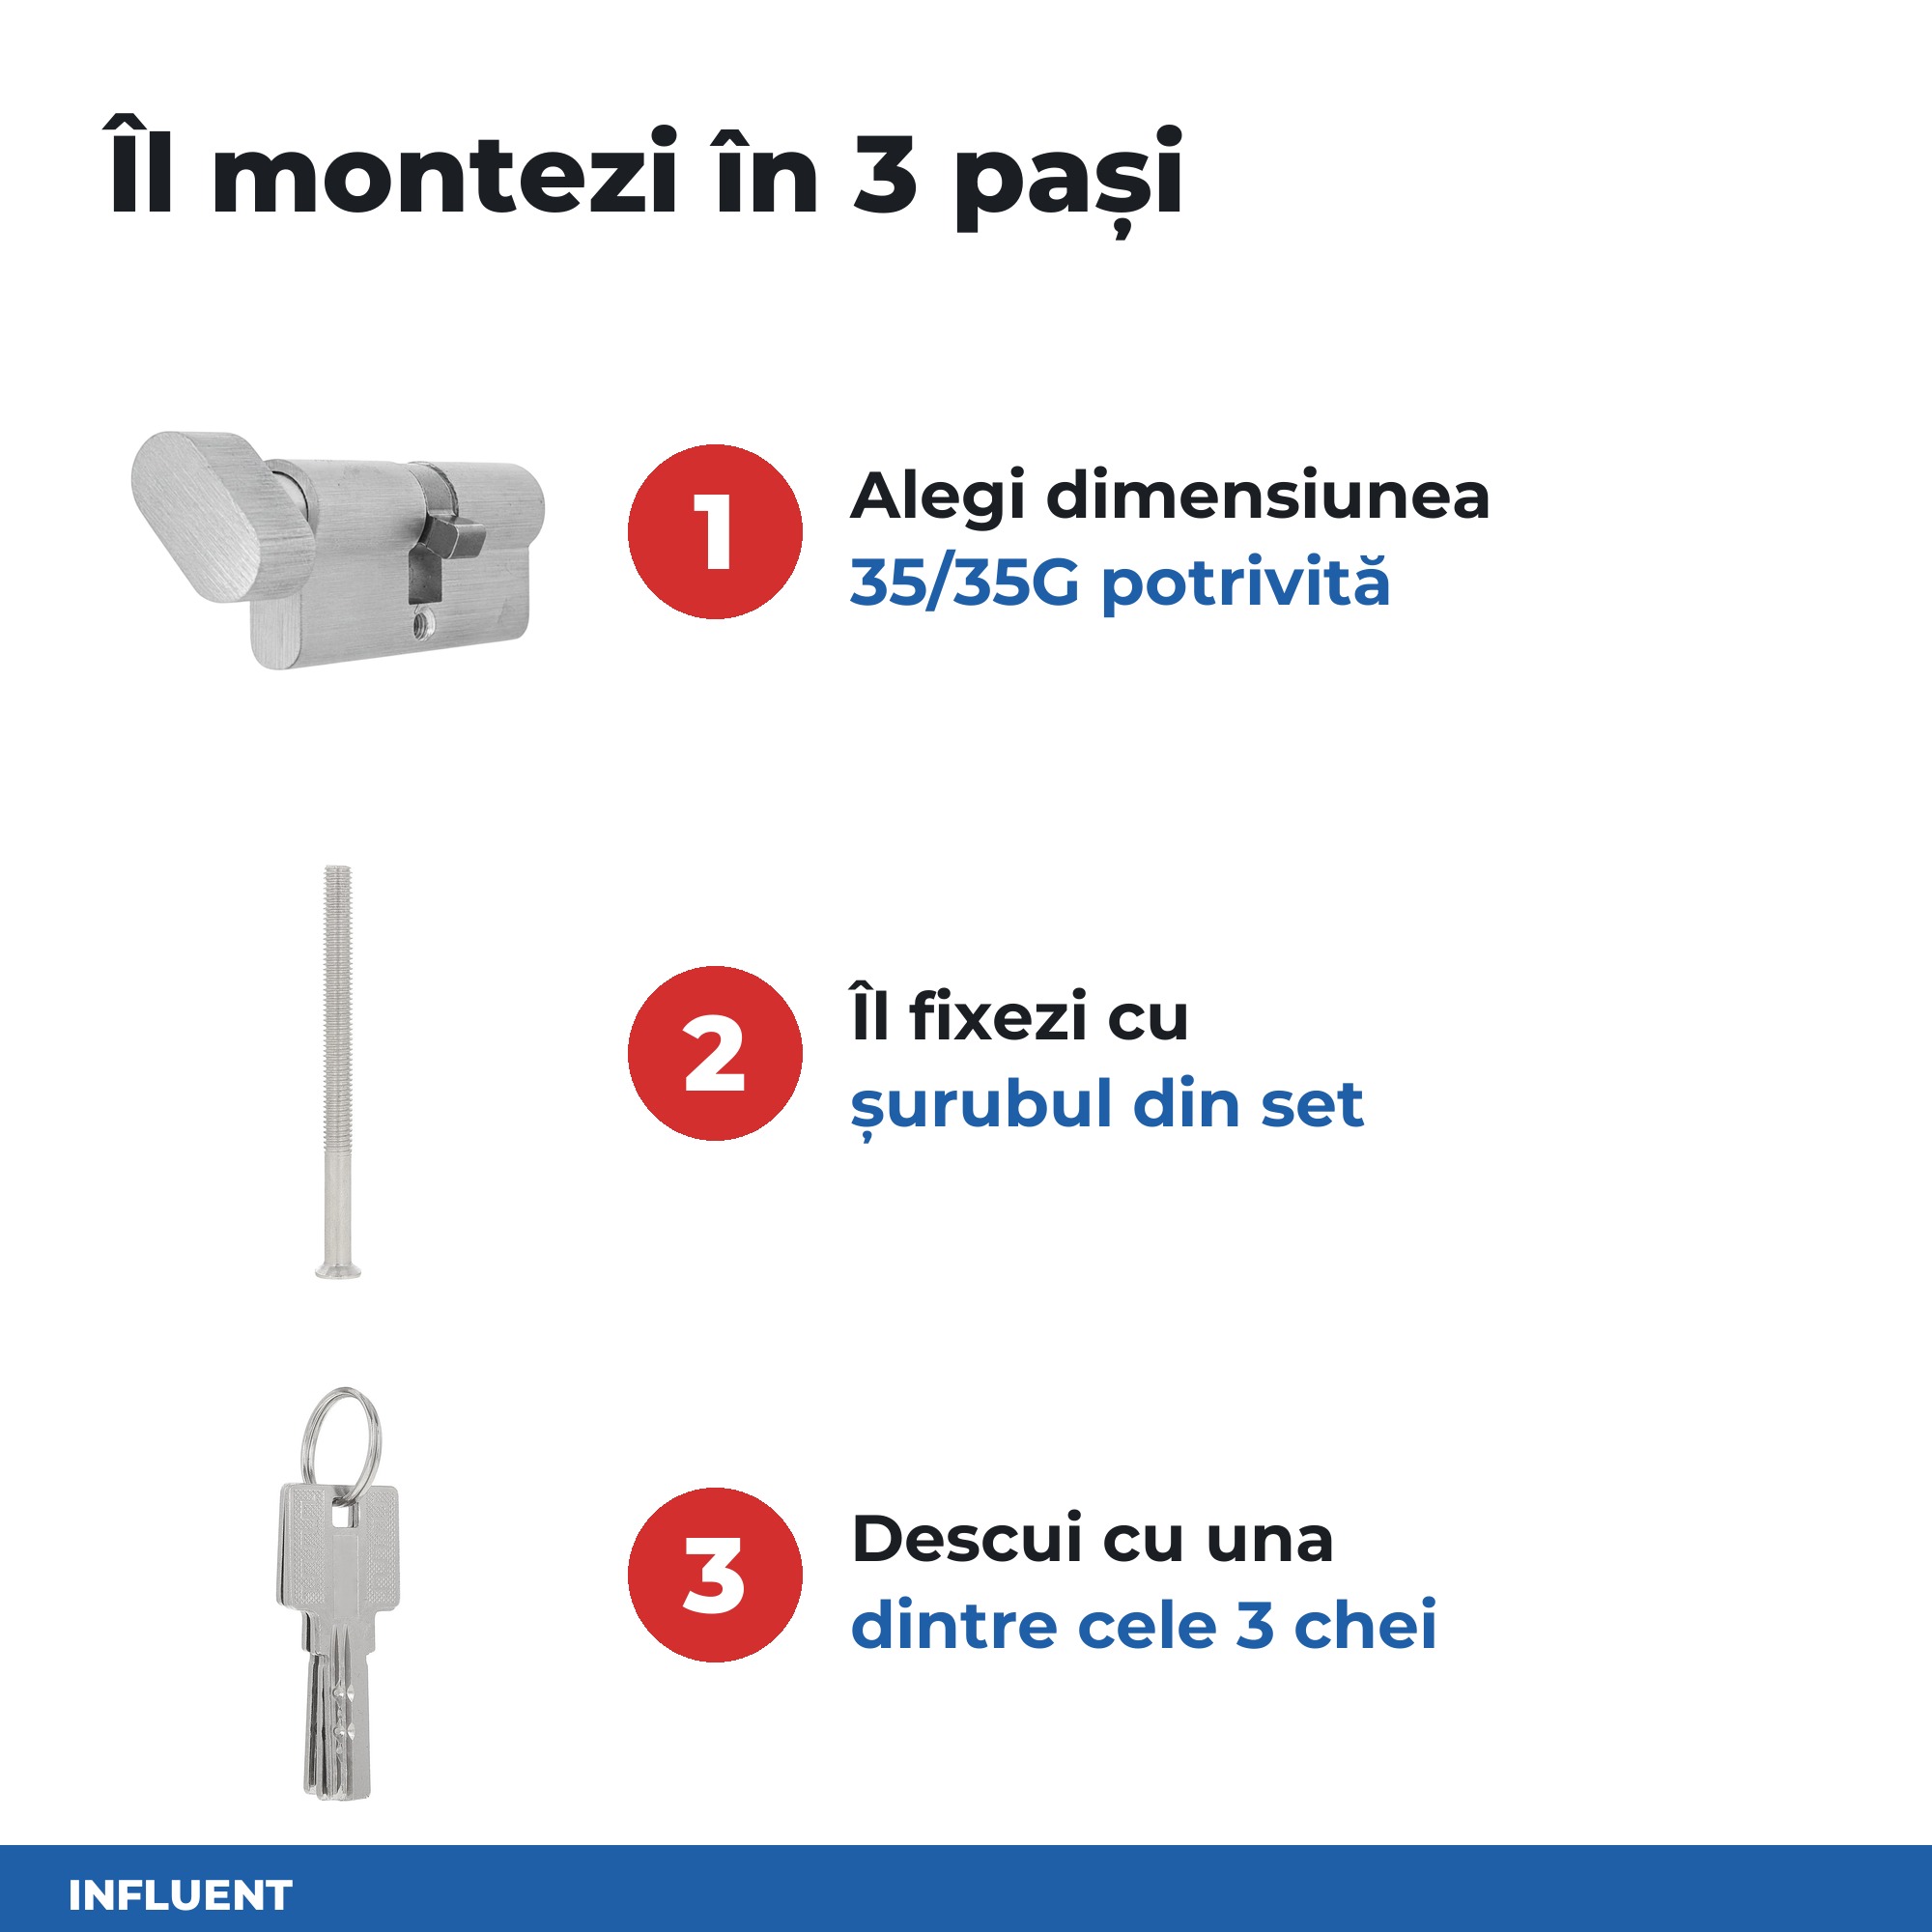 Îl montezi în 3 pași
1
Alegi dimensiunea
35/35G potrivită
2
Îl fixezi cu
șurubul din set
3
Descui cu una
dintre cele 3 chei
INFLUENT